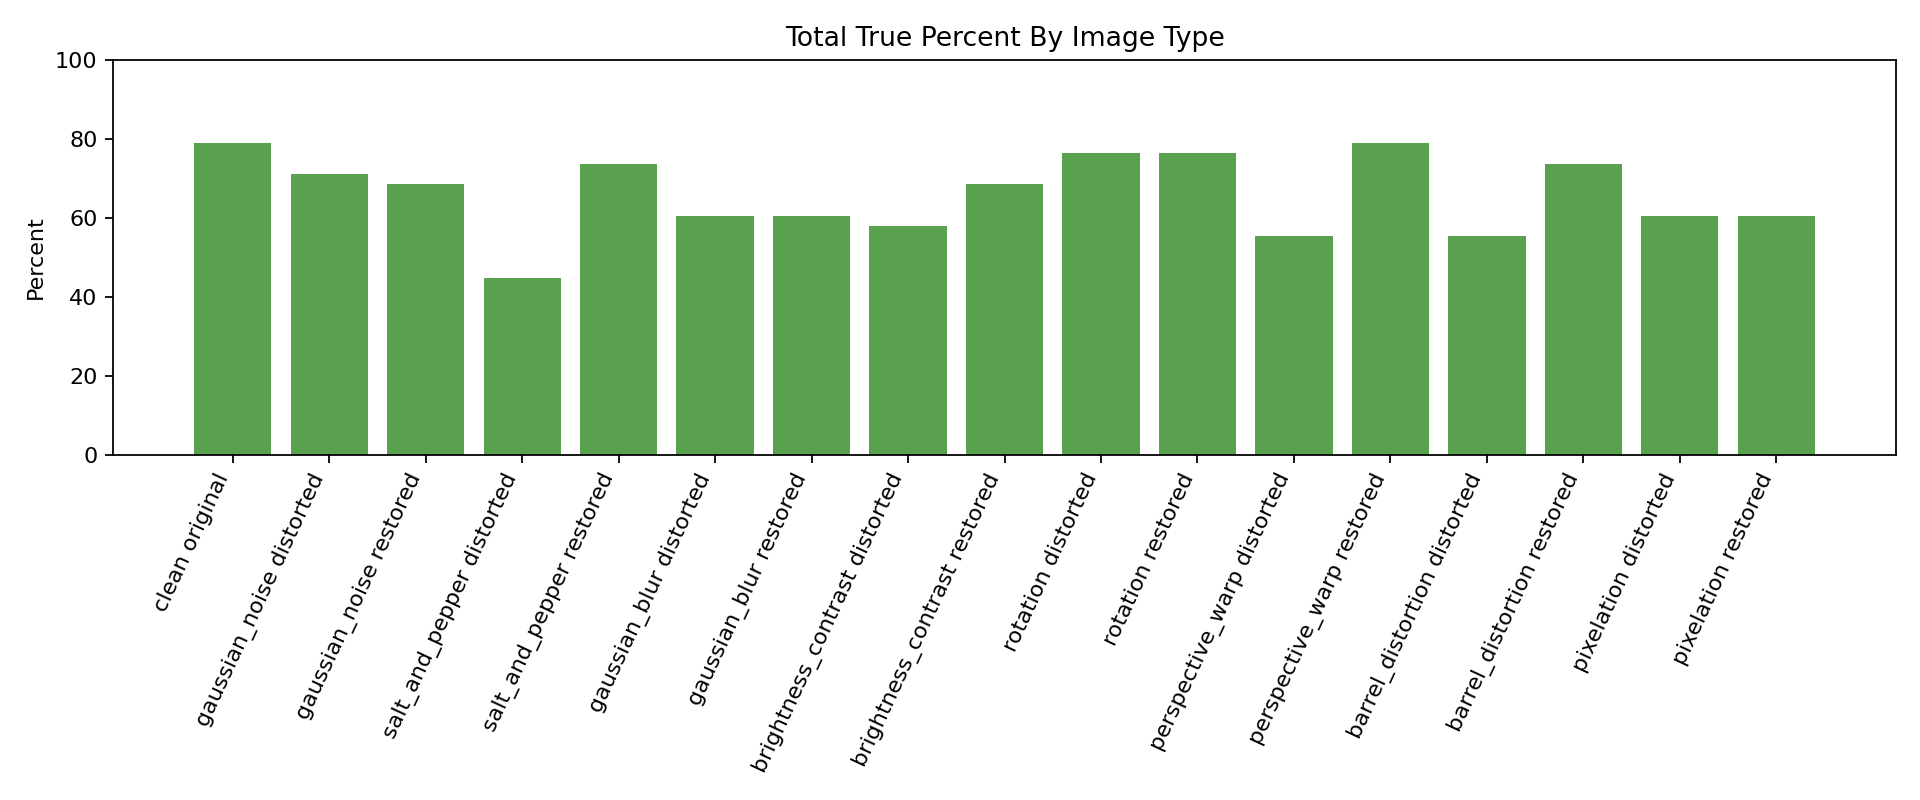 Total True Percent By Image Type
Percent
100
80
60
40
20
0
clean original
gaussian_noise distorted
gaussian_noise restored
salt_and_pepper distorted
salt_and_pepper restored
gaussian_blur distorted
gaussian_blur restored
brightness_contrast distorted
brightness_contrast restored
rotation distorted
rotation restored
perspective_warp distorted
perspective_warp restored
barrel_distortion distorted
barrel_distortion restored
pixelation distorted
pixelation restored